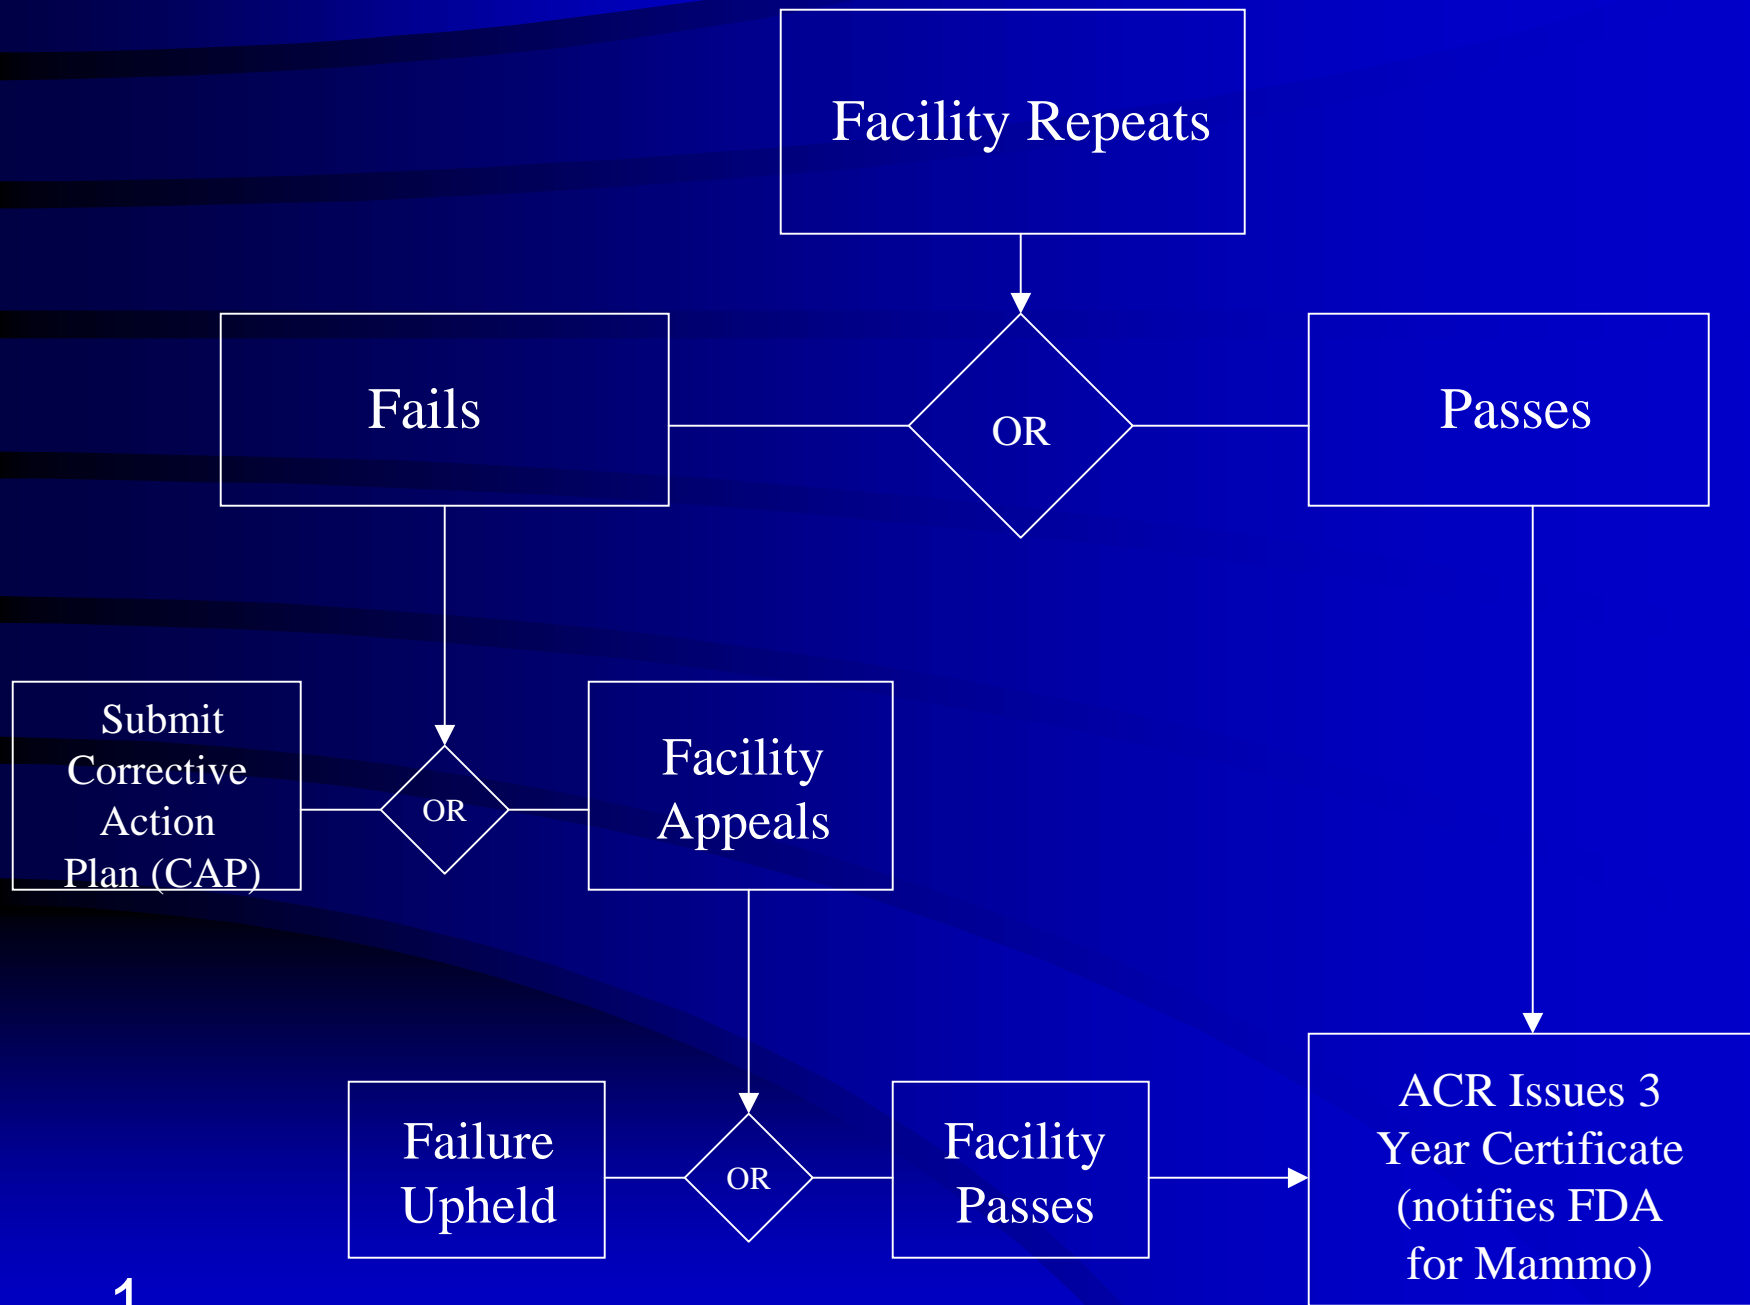 Facility Repeats
Fails
OR
Passes
Submit
Corrective
Action
Plan (CAP)
OR
Facility
Appeals
Failure
Upheld
OR
Facility
Passes
ACR Issues 3
Year Certificate
(notifies FDA
for Mammo)
1